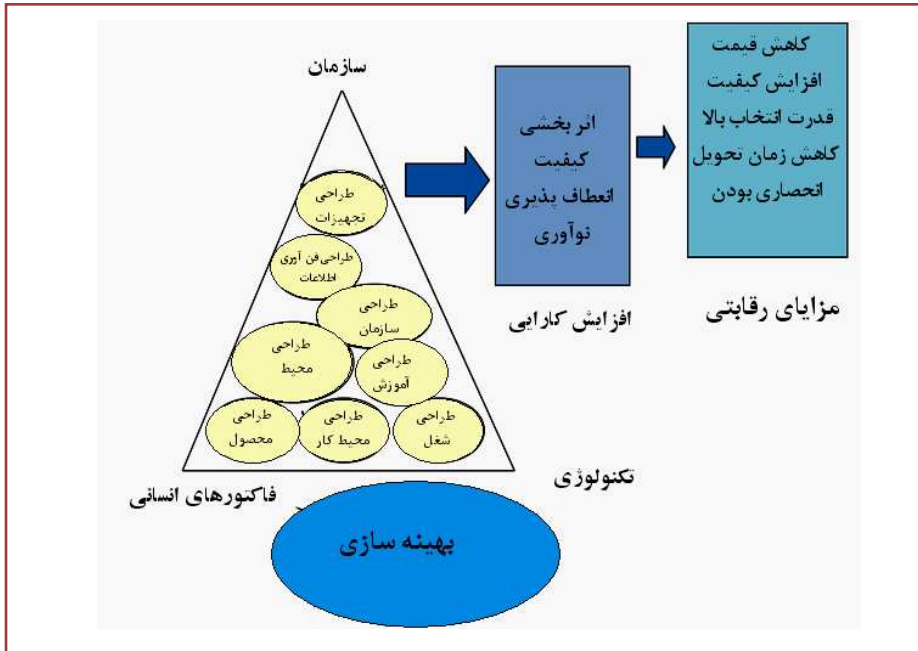 سازمان
طراحی
تجهیزات
طراحی فن آوری
اطلاعات
طراحی
سازمان
طراحی
محیط
طراحی
آموزش
طراحی
محصول
طراحی
محیط کار
طراحی
شغل
فاکتورهای انسانی
تکنولوژی
بهینه سازی
اثر بخشی
کیفیت
انعطاف پذیری
نوآوری
افزایش کارایی
کاهش قیمت
افزایش کیفیت
قدرت انتخاب بالا
کاهش زمان تحویل
انحصاری بودن
مزایای رقابتی